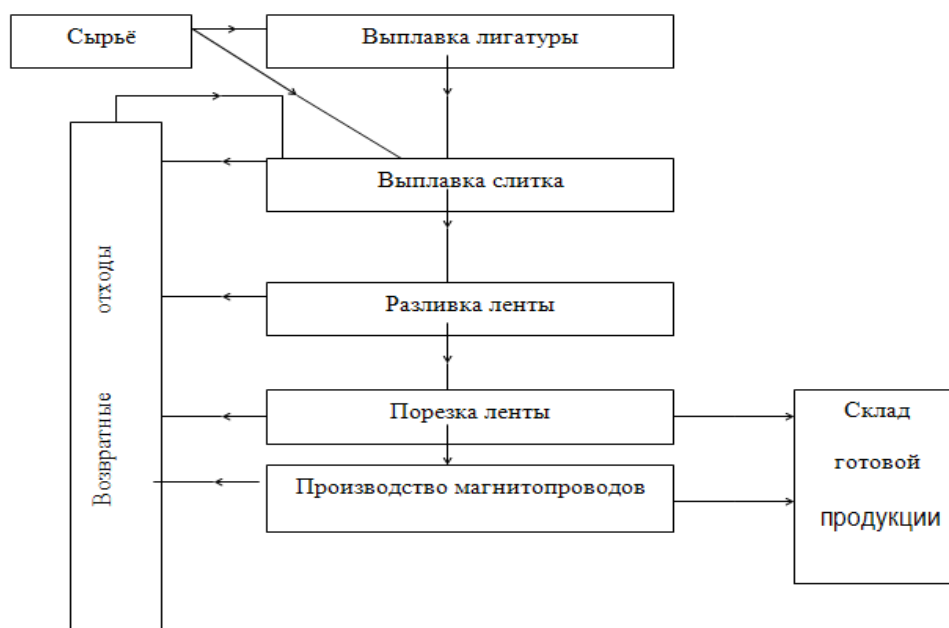 Сырьё
Выплавка лигатуры
Выплавка слитка
Возвратные отходы
Разливка ленты
Порезка ленты
Производство магнитопроводов
Склад
готовой
продукции